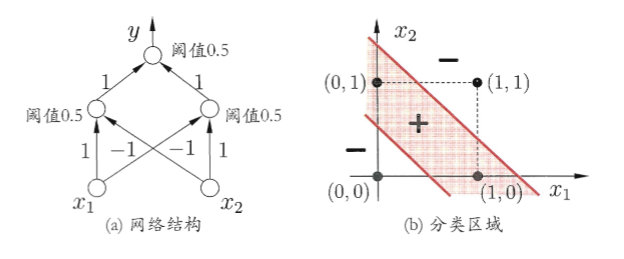 y
阈值0.5
1 1
阈值0.5 阈值0.5
1 -1 -1 1
x₁ x₂
(a) 网络结构
x₂
−
(0,1) (1,1)
+
−
(0,0) (1,0) x₁
(b) 分类区域